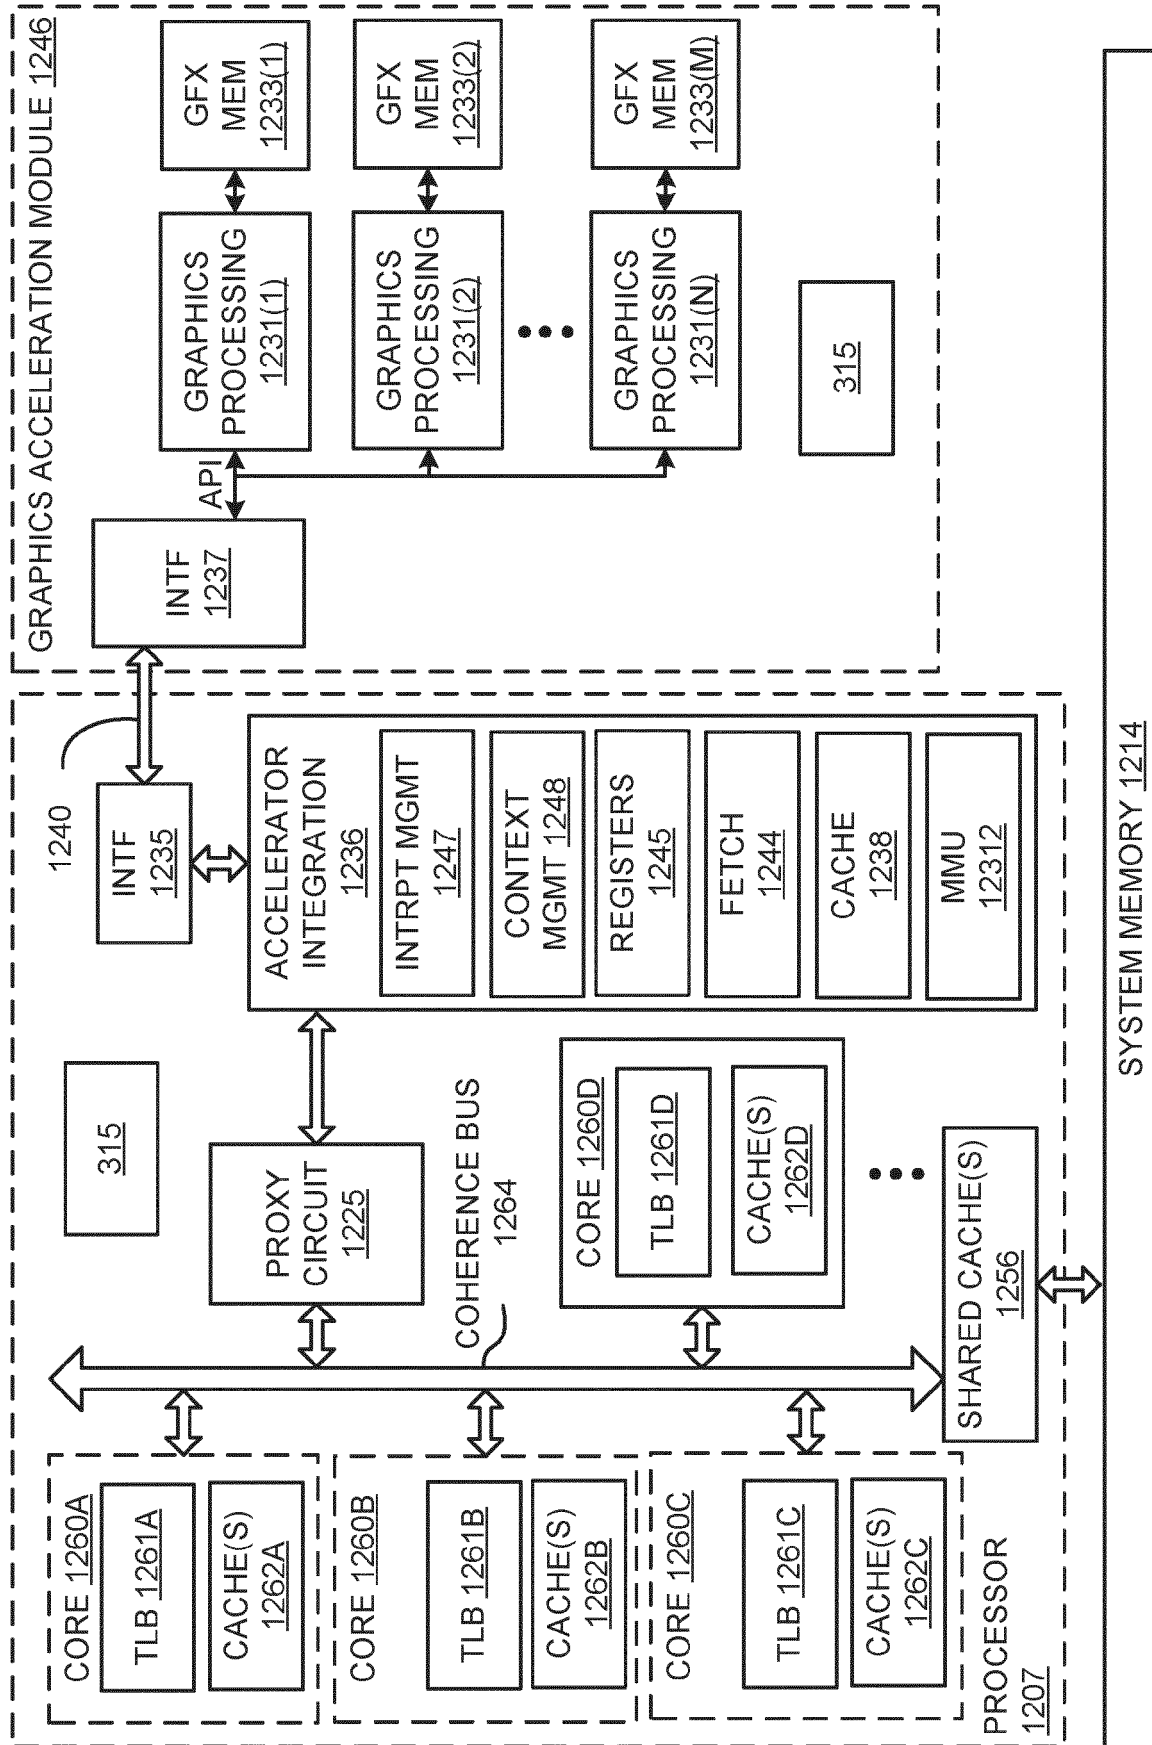 CORE 1260A
TLB 1261A
CACHE(S)
1262A
CORE 1260B
TLB 1261B
CACHE(S)
1262B
CORE 1260C
TLB 1261C
CACHE(S)
1262C
PROCESSOR
1207
COHERENCE BUS
1264
315
PROXY
CIRCUIT
1225
CORE 1260D
TLB 1261D
CACHE(S)
1262D
SHARED CACHE(S)
1256
1240
INTF
1235
ACCELERATOR
INTEGRATION
1236
INTRPT MGMT
1247
CONTEXT
MGMT 1248
REGISTERS
1245
FETCH
1244
CACHE
1238
MMU
12312
GRAPHICS ACCELERATION MODULE 1246
INTF
1237
API
GRAPHICS
PROCESSING
1231(1)
GFX
MEM
1233(1)
GRAPHICS
PROCESSING
1231(2)
GFX
MEM
1233(2)
GRAPHICS
PROCESSING
1231(N)
GFX
MEM
1233(M)
315
SYSTEM MEMORY 1214